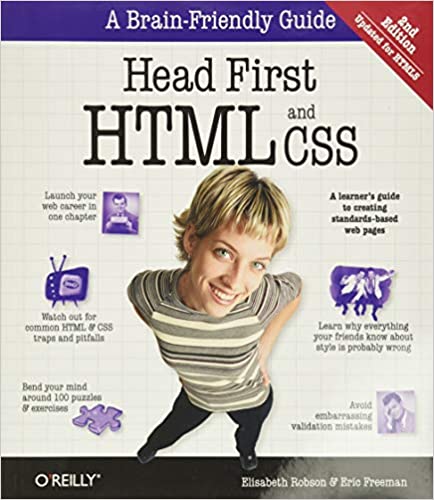 A Brain-Friendly Guide
2nd Edition
Updated for HTML5
Head First
HTML and CSS
Launch your
web career in
one chapter
A learner's guide
to creating
standards-based
web pages
Watch out for
common HTML & CSS
traps and pitfalls
Learn why everything
your friends know about
style is probably wrong
Bend your mind
around 100 puzzles
& exercises
Avoid
embarrassing
validation mistakes
O'REILLY®
Elisabeth Robson & Eric Freeman